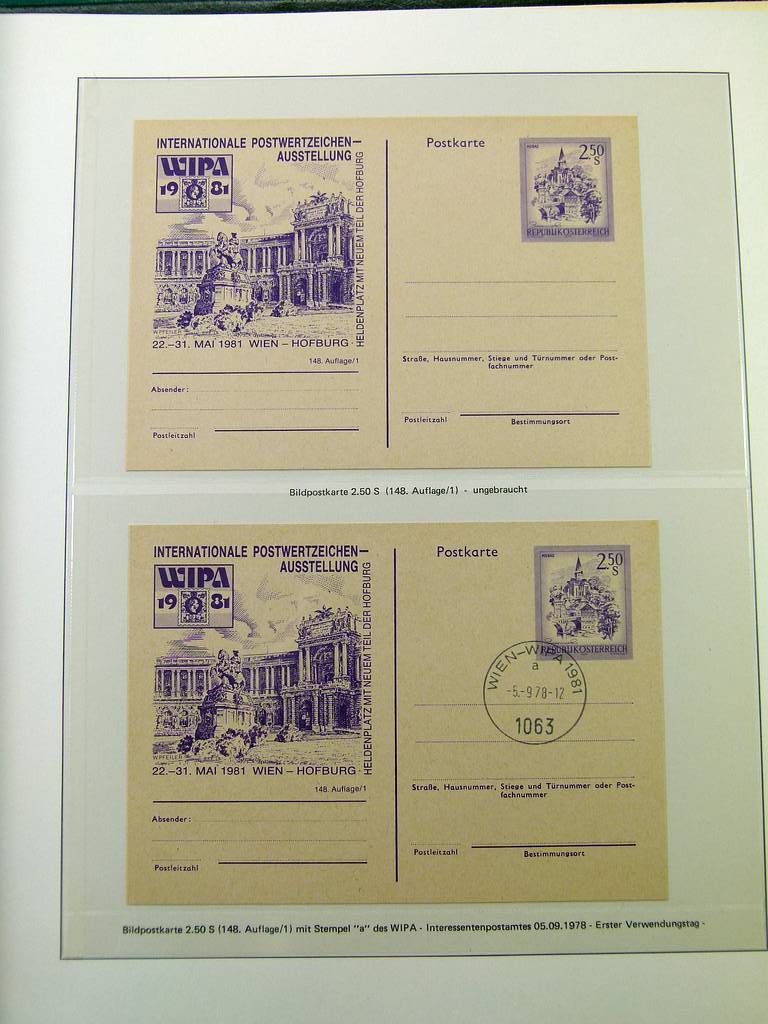 INTERNATIONALE POSTWERTZEICHEN–
AUSSTELLUNG
WIPA
19 81
HELDENPLATZ MIT NEUEM TEIL DER HOFBURG
W.PFEILER
22.–31. MAI 1981 WIEN – HOFBURG
148. Auflage/1
Absender:
Postleitzahl
Postkarte
2.50
S
REPUBLIK ÖSTERREICH
Straße, Hausnummer, Stiege und Türnummer oder Post-
fachnummer
Postleitzahl
Bestimmungsort
Bildpostkarte 2.50 S (148. Auflage/1) - ungebraucht
INTERNATIONALE POSTWERTZEICHEN–
AUSSTELLUNG
WIPA
19 81
HELDENPLATZ MIT NEUEM TEIL DER HOFBURG
W.PFEILER
22.–31. MAI 1981 WIEN – HOFBURG
148. Auflage/1
Absender:
Postleitzahl
Postkarte
2.50
S
REPUBLIK ÖSTERREICH
WIEN–WIPA 1981
a
-5.-9.78-12
1063
Straße, Hausnummer, Stiege und Türnummer oder Post-
fachnummer
Postleitzahl
Bestimmungsort
Bildpostkarte 2.50 S (148. Auflage/1) mit Stempel "a" des WIPA - Interessentenpostamtes 05.09.1978 - Erster Verwendungstag -